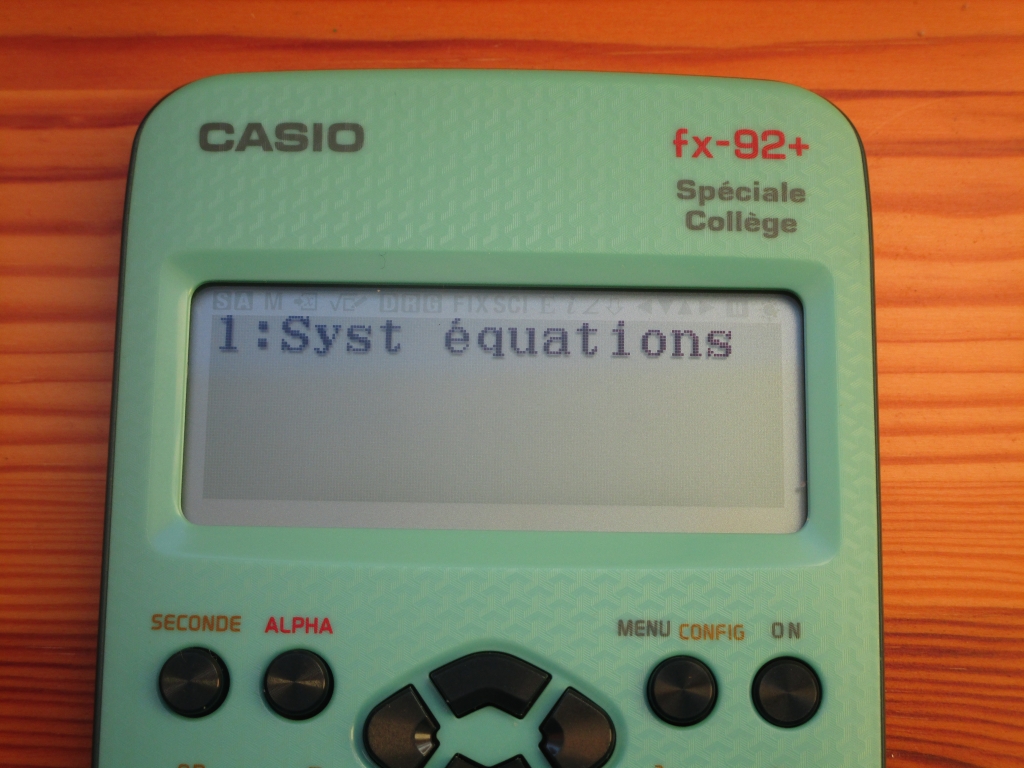 CASIO
fx-92+
Spéciale
Collège
1:Syst équations
SECONDE ALPHA MENU CONFIG ON